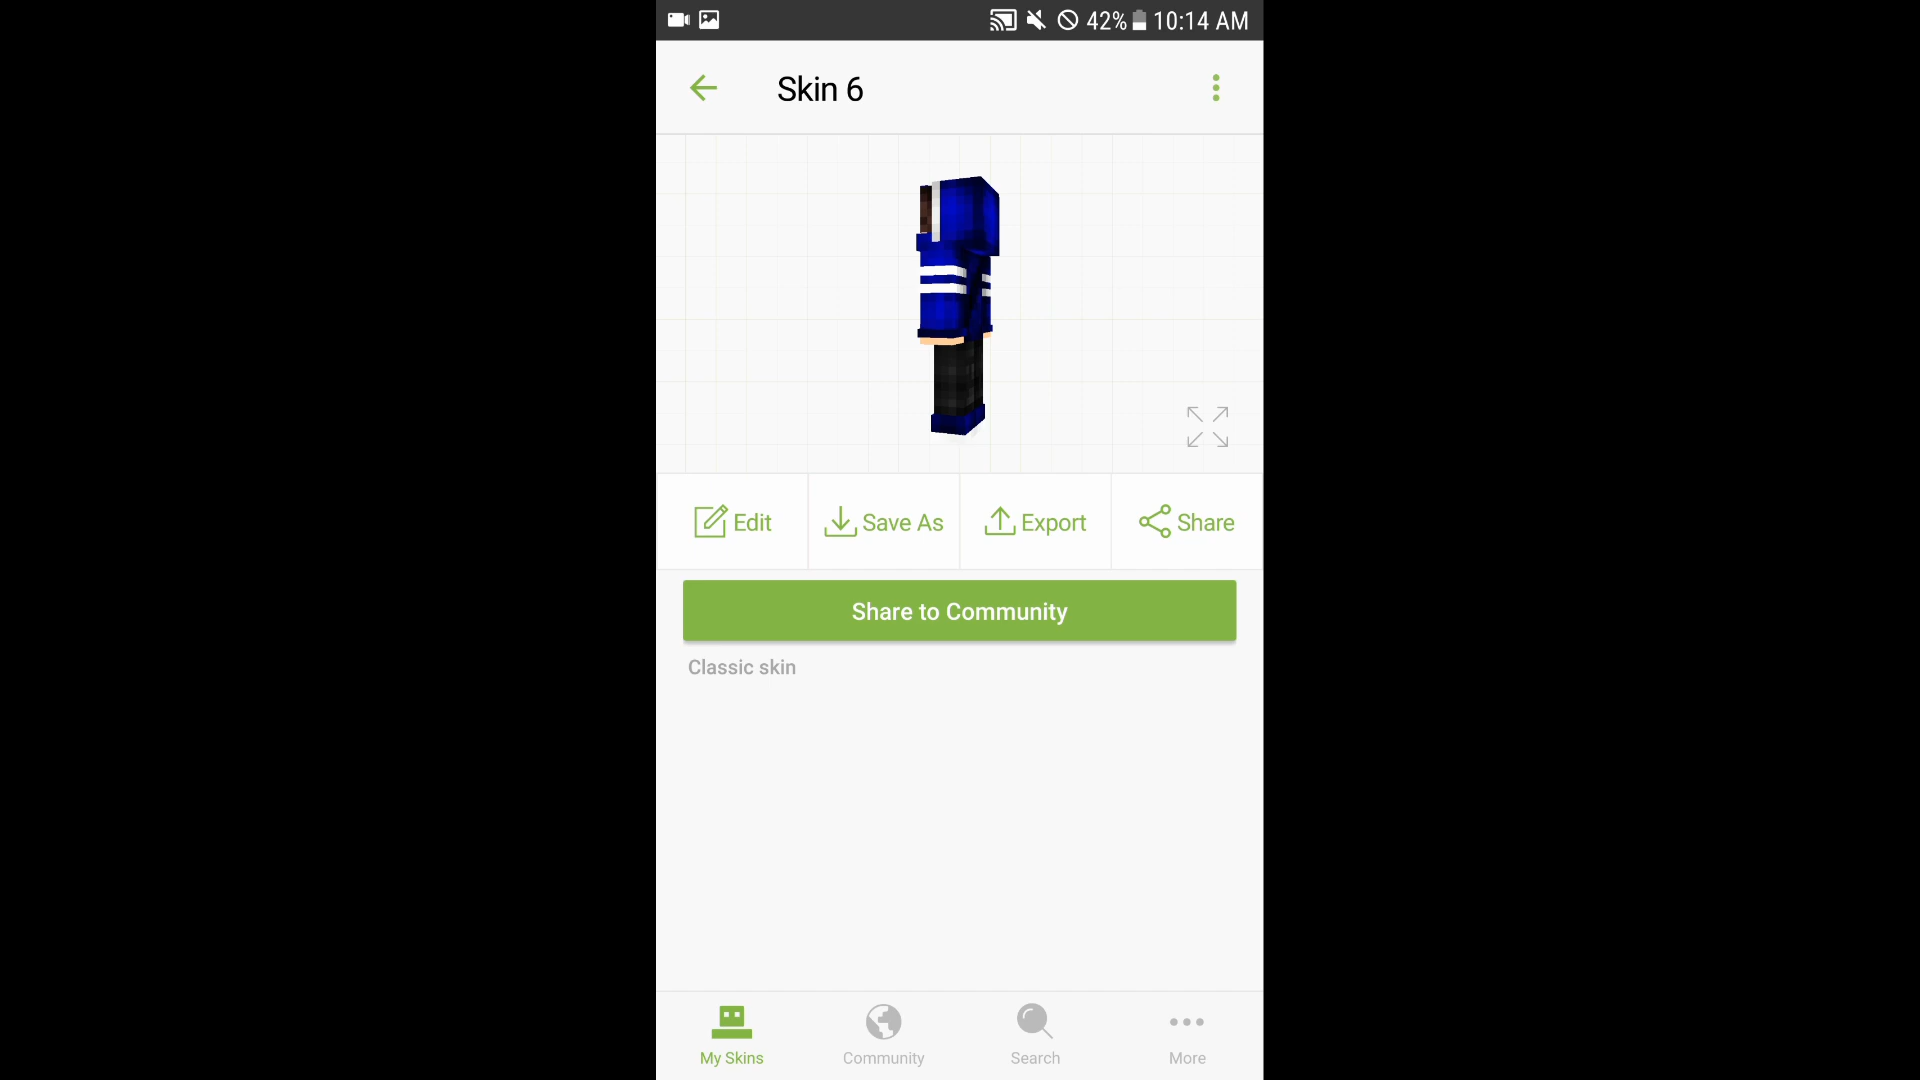 42% 10:14 AM
Skin 6
Edit Save As Export Share
Share to Community
Classic skin
My Skins Community Search More